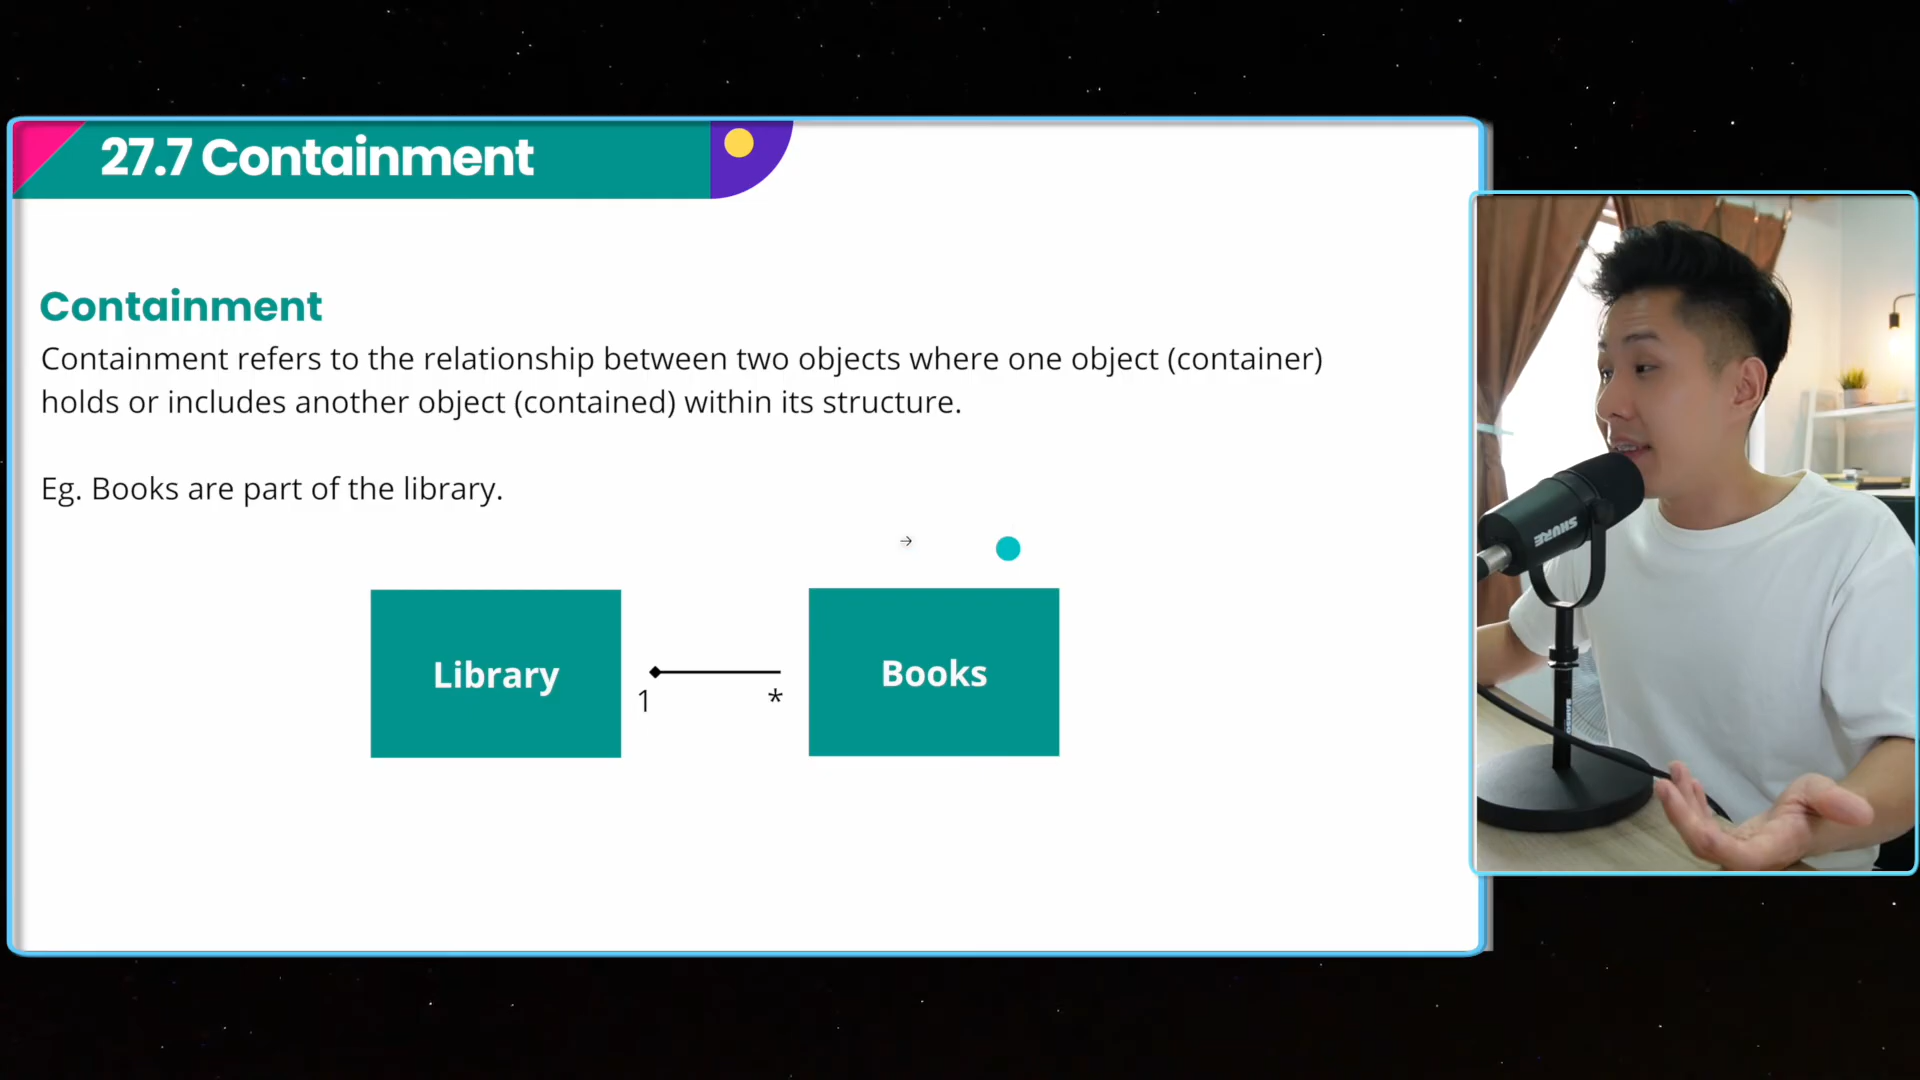 27.7 Containment
Containment
Containment refers to the relationship between two objects where one object (container)
holds or includes another object (contained) within its structure.
Eg. Books are part of the library.
Library
1
*
Books
SHURE